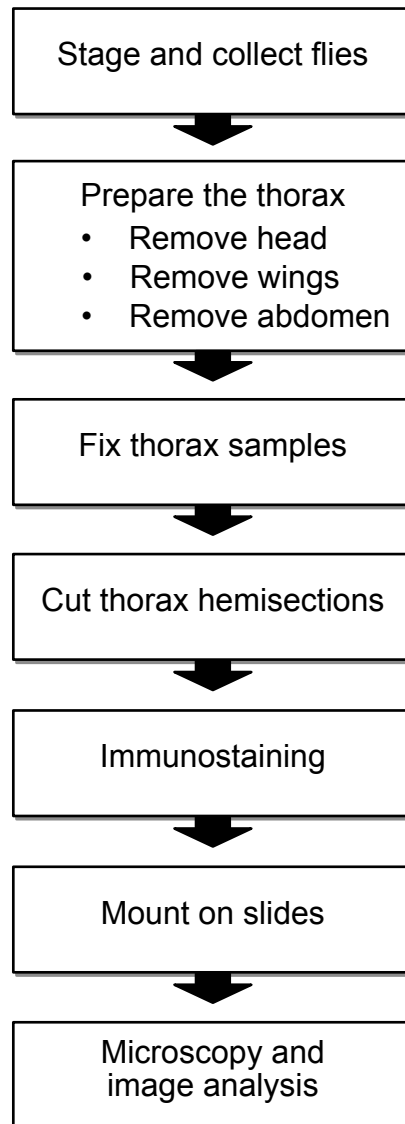 Stage and collect flies
Prepare the thorax
• Remove head
• Remove wings
• Remove abdomen
Fix thorax samples
Cut thorax hemisections
Immunostaining
Mount on slides
Microscopy and
image analysis